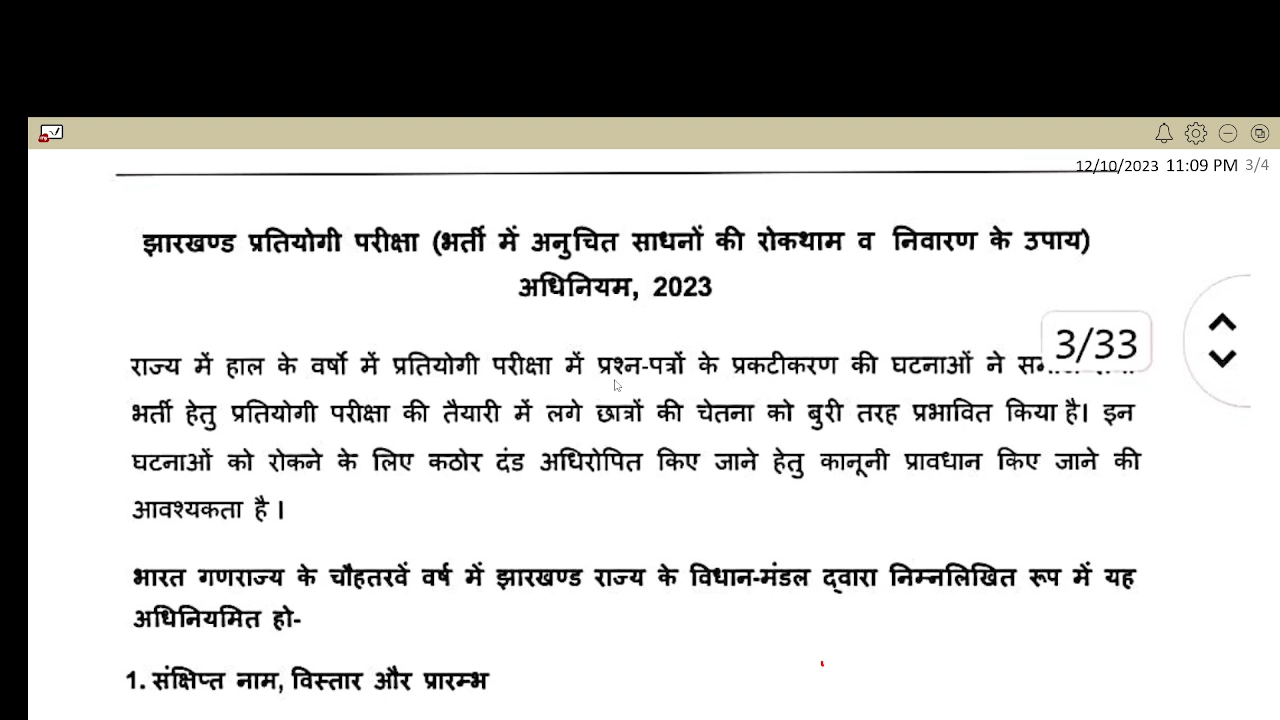 12/10/2023 11:09 PM 3/4
झारखण्ड प्रतियोगी परीक्षा (भर्ती में अनुचित साधनों की रोकथाम व निवारण के उपाय)
अधिनियम, 2023
3/33
राज्य में हाल के वर्षो में प्रतियोगी परीक्षा में प्रश्न-पत्रों के प्रकटीकरण की घटनाओं ने
भर्ती हेतु प्रतियोगी परीक्षा की तैयारी में लगे छात्रों की चेतना को बुरी तरह प्रभावित किया है। इन
घटनाओं को रोकने के लिए कठोर दंड अधिरोपित किए जाने हेतु कानूनी प्रावधान किए जाने की
आवश्यकता है ।
भारत गणराज्य के चौहतरवें वर्ष में झारखण्ड राज्य के विधान-मंडल द्वारा निम्नलिखित रूप में यह
अधिनियमित हो-
1. संक्षिप्त नाम, विस्तार और प्रारम्भ